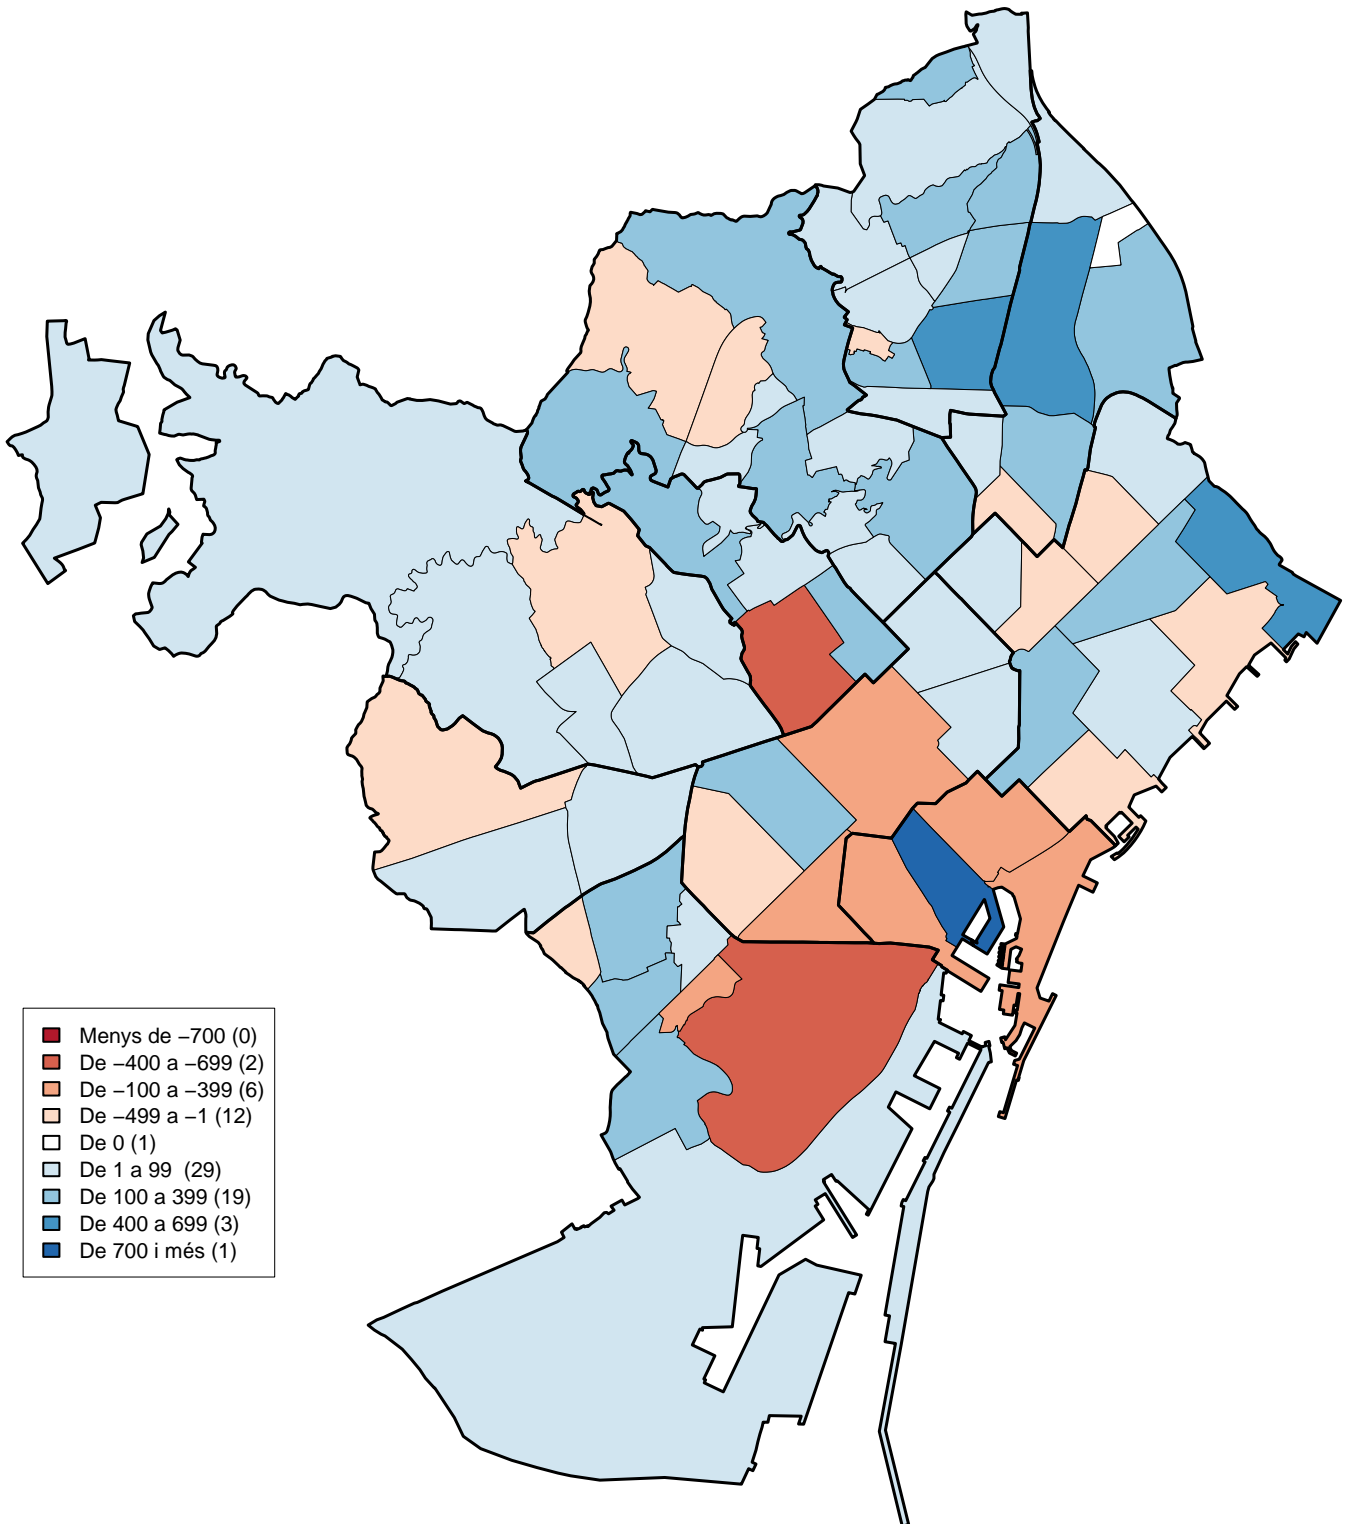 Menys de −700 (0)
De −400 a −699 (2)
De −100 a −399 (6)
De −499 a −1 (12)
De 0 (1)
De 1 a 99  (29)
De 100 a 399 (19)
De 400 a 699 (3)
De 700 i més (1)